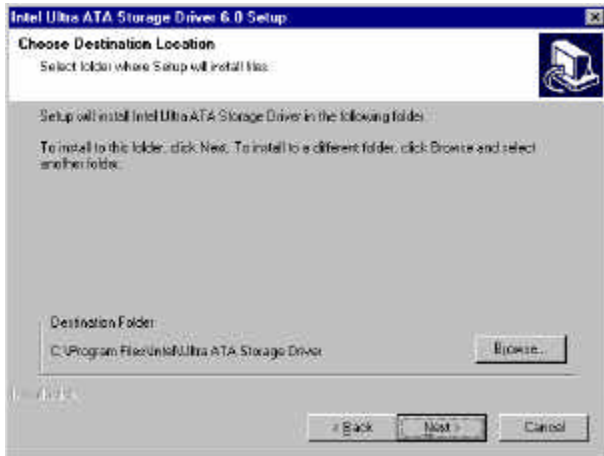 Intel Ultra ATA Storage Driver 6.0 Setup
Choose Destination Location
Select folder where Setup will install files.
Setup will install Intel Ultra ATA Storage Driver in the following folder.
To install to this folder, click Next. To install to a different folder, click Browse and select
another folder.
Destination Folder
C:\Program Files\Intel\Ultra ATA Storage Driver
Browse...
< Back
Next >
Cancel